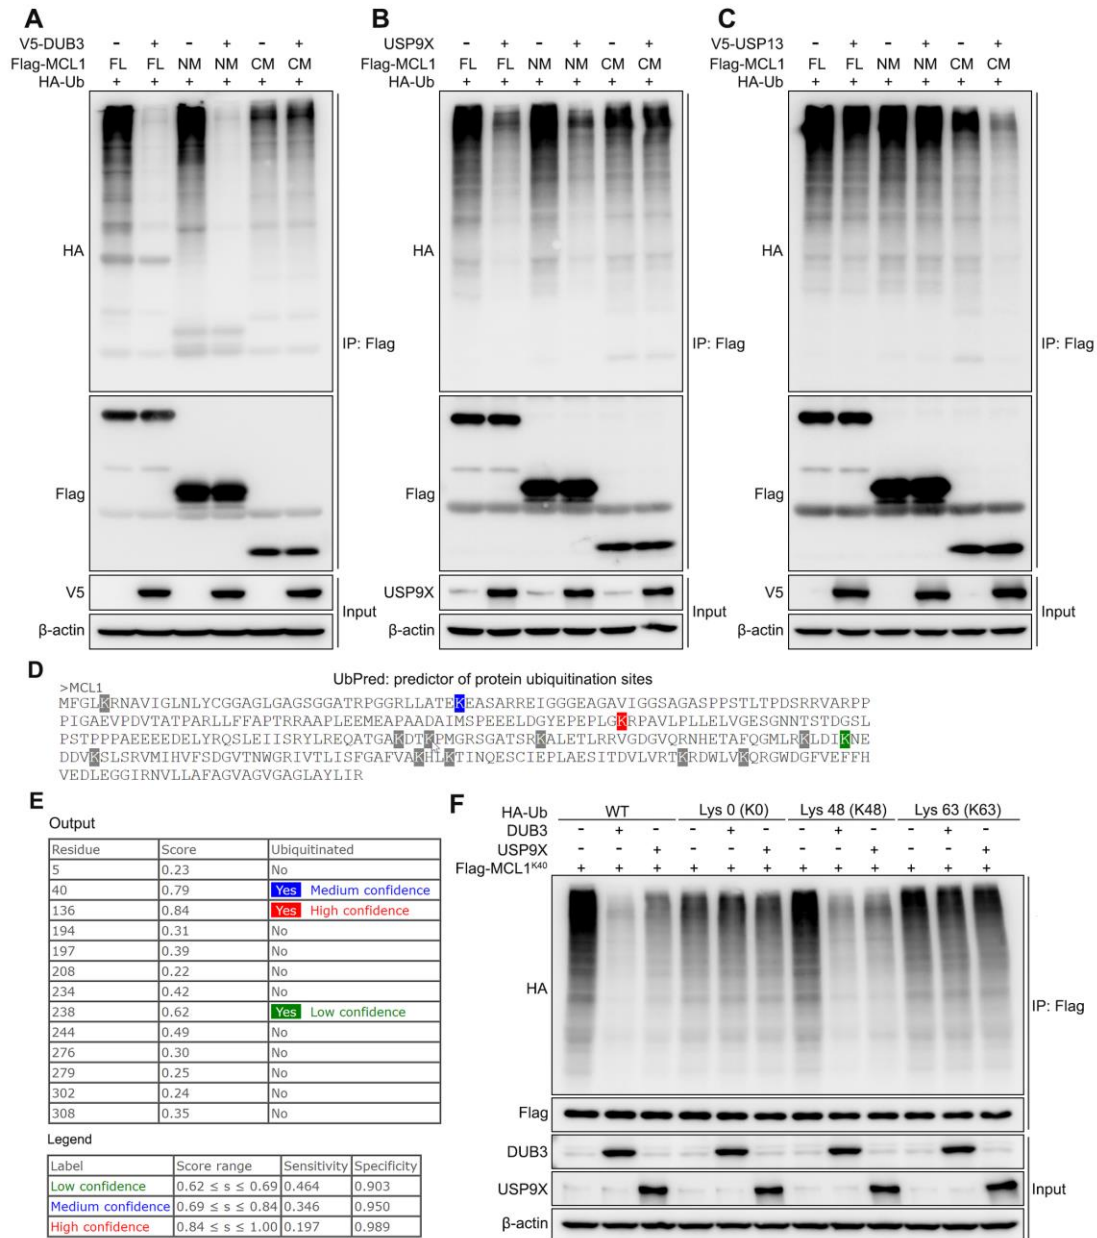 A
V5-DUB3 - + - + - +
Flag-MCL1 FL FL NM NM CM CM
HA-Ub + + + + + +
HA
IP: Flag
Flag
V5
Input
β-actin
B
USP9X - + - + - +
Flag-MCL1 FL FL NM NM CM CM
HA-Ub + + + + + +
HA
IP: Flag
Flag
USP9X
Input
β-actin
C
V5-USP13 - + - + - +
Flag-MCL1 FL FL NM NM CM CM
HA-Ub + + + + + +
HA
IP: Flag
Flag
V5
Input
β-actin
D
UbPred: predictor of protein ubiquitination sites
>MCL1
MFGLKRNAVIGLNLYCGGAGLGAGSGGATRPGGRLLATEKEASARREIGGGEAGAVIGGSAGASPPSTLTPDSRRVARPP
PIGAEVPDVTATPARLLFFAPTRRAAPLEEMEAPAADAIMSPEEELDGYEPEPLGKRPAVLPLLELVGESGNNTSTDGSL
PSTPPPAEEEEDELYRQSLEIISRYLREQATGAKDTKPMGRSGATSRKALETLRRVGDGVQRNHETAFQGMLRKLDIKNE
DDVKSLSRVMIHVFSDGVTNWGRIVTLISFGAFVAKHLKTINQESCIEPLAESITDVLVRTKRDWLVKQRGWDGFVEFFH
VEDLEGGIRNVLLAFAGVAGVGAGLAYLIR
E
Output
Residue Score Ubiquitinated
5 0.23 No
40 0.79 Yes Medium confidence
136 0.84 Yes High confidence
194 0.31 No
197 0.39 No
208 0.22 No
234 0.42 No
238 0.62 Yes Low confidence
244 0.49 No
276 0.30 No
279 0.25 No
302 0.24 No
308 0.35 No
Legend
Label Score range Sensitivity Specificity
Low confidence 0.62 ≤ s ≤ 0.69 0.464 0.903
Medium confidence 0.69 ≤ s ≤ 0.84 0.346 0.950
High confidence 0.84 ≤ s ≤ 1.00 0.197 0.989
F
HA-Ub WT Lys 0 (K0) Lys 48 (K48) Lys 63 (K63)
DUB3 - + - - + - - + - - + -
USP9X - - + - - + - - + - - +
Flag-MCL1ᴷ⁴⁰ + + + + + + + + + + + +
HA
IP: Flag
Flag
DUB3
USP9X
Input
β-actin